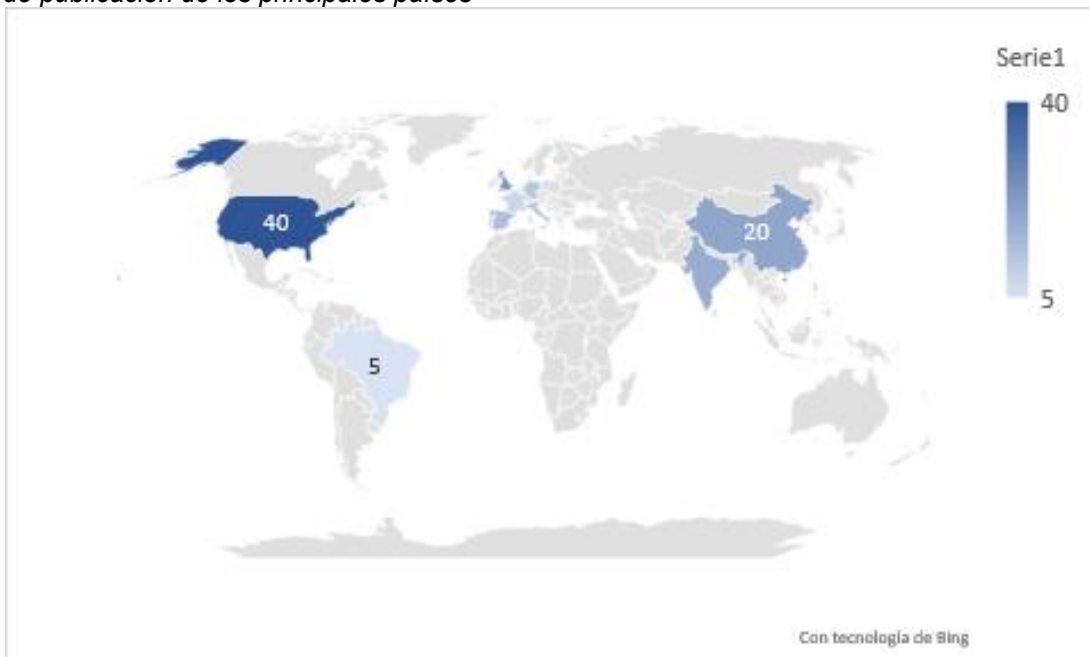 de publicación de los principales países
Serie1
40
5
40
20
5
Con tecnología de Bing